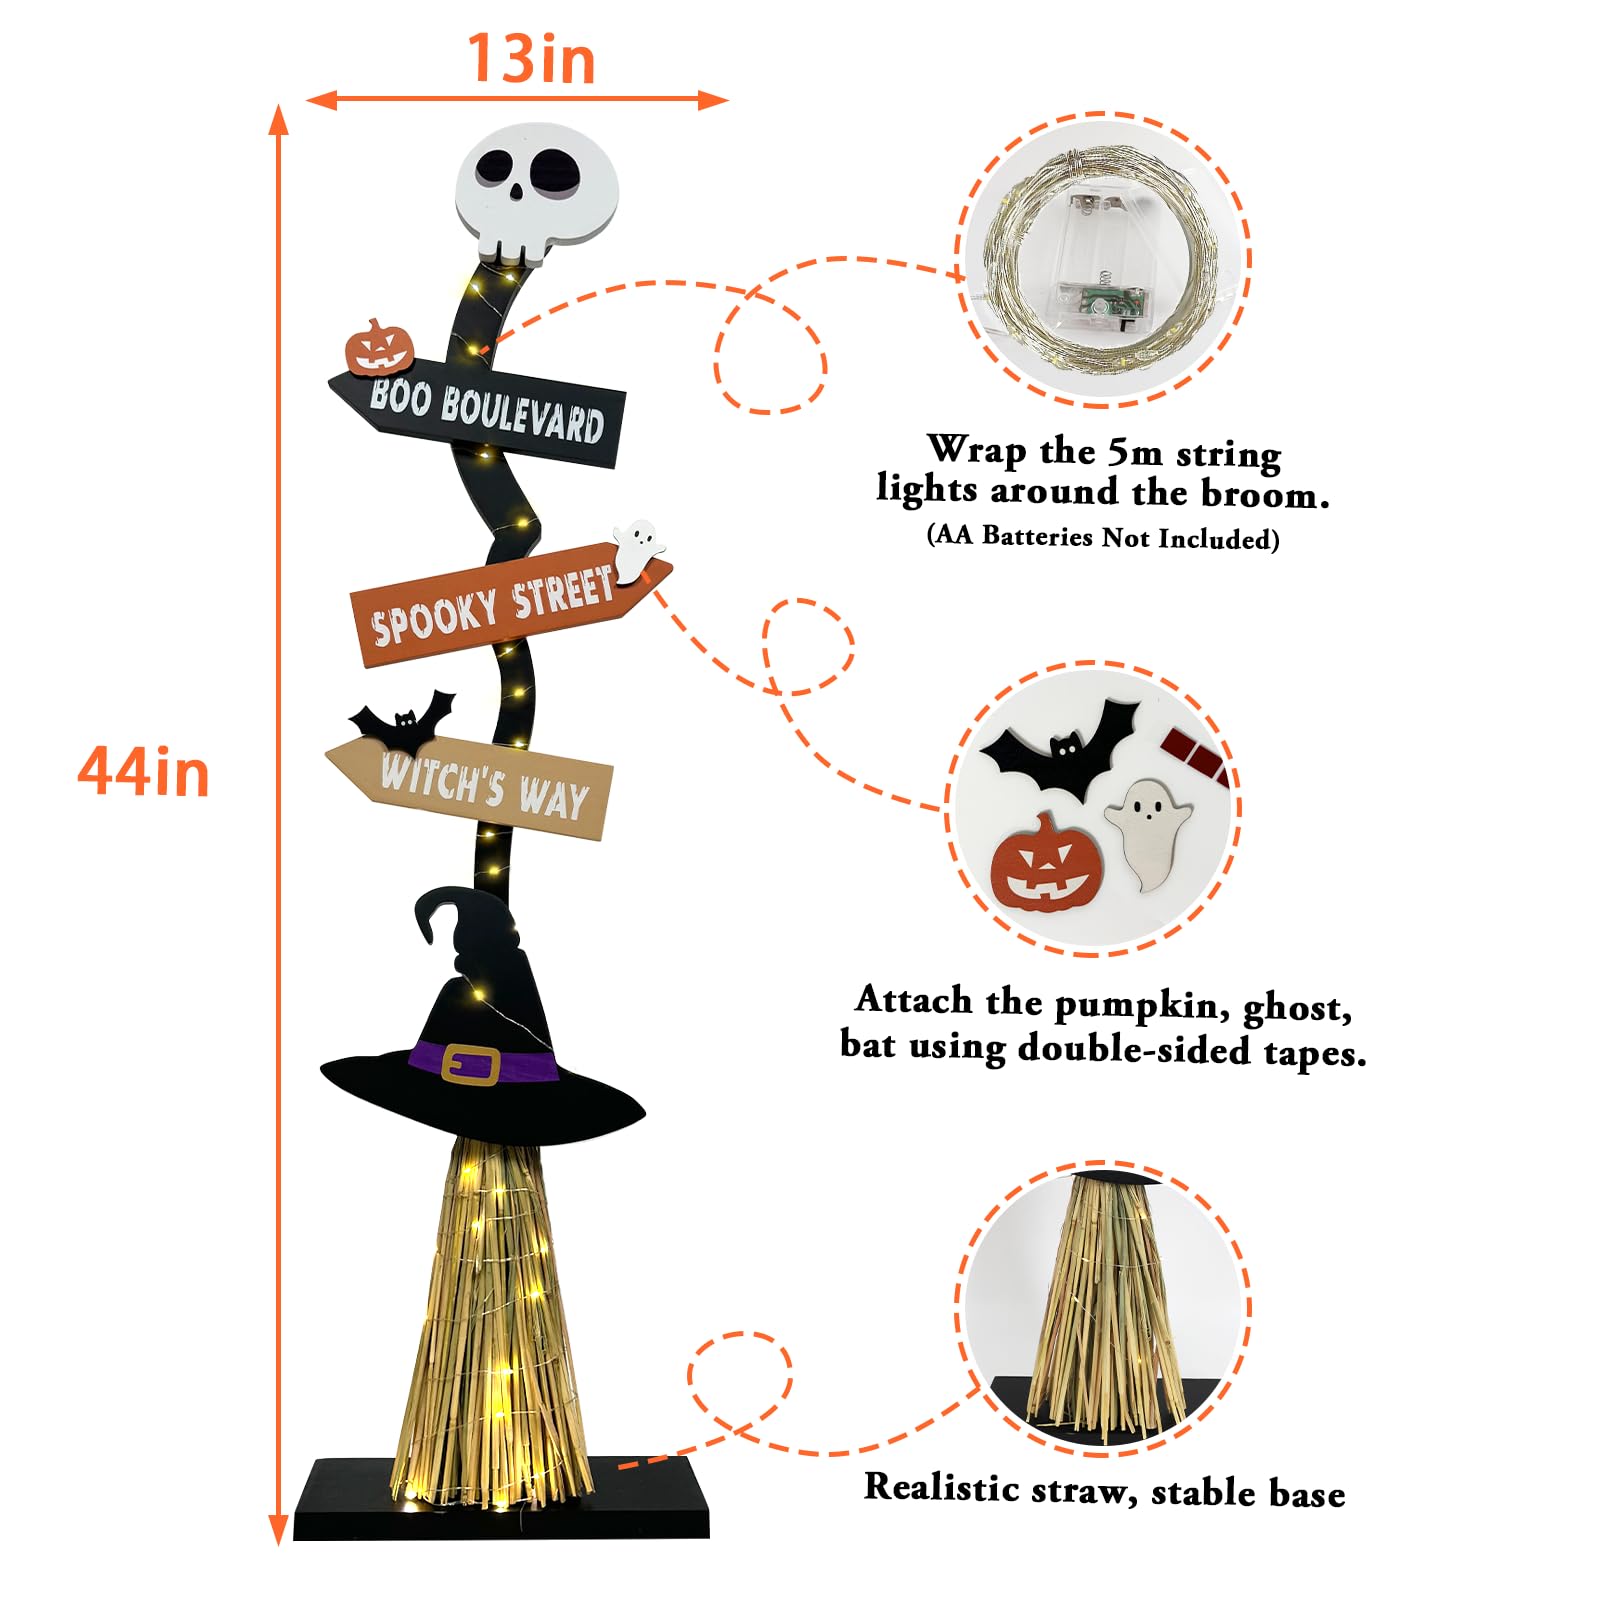 13in
44in
BOO BOULEVARD
SPOOKY STREET
WITCH'S WAY
Wrap the 5m string
lights around the broom.
(AA Batteries Not Included)
Attach the pumpkin, ghost,
bat using double-sided tapes.
Realistic straw, stable base